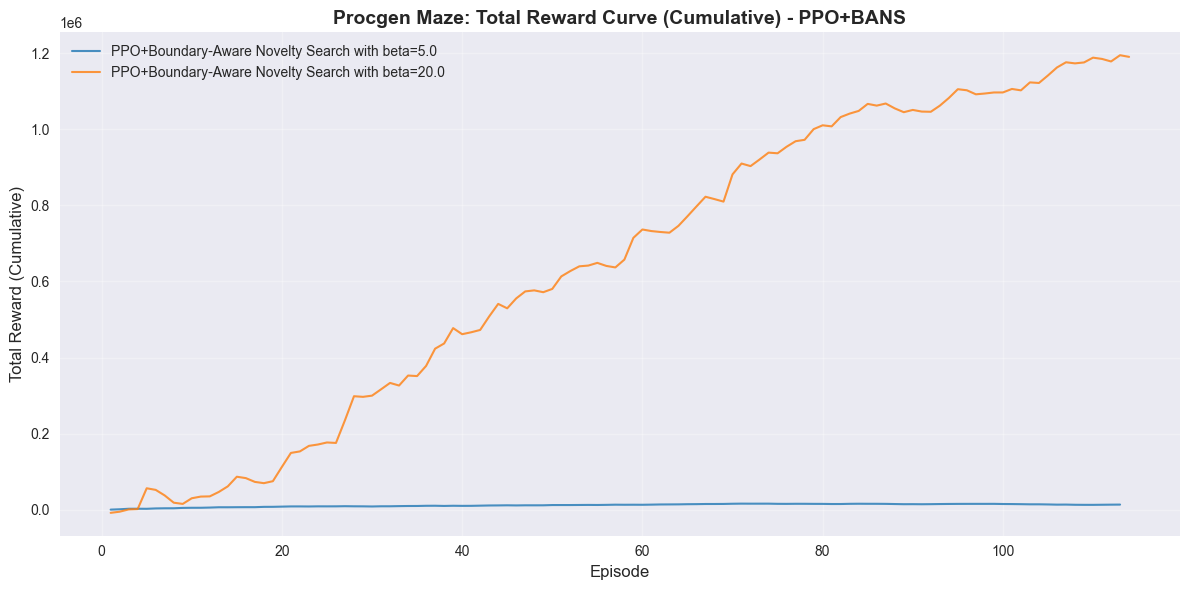 Procgen Maze: Total Reward Curve (Cumulative) - PPO+BANS
1e6
PPO+Boundary-Aware Novelty Search with beta=5.0
PPO+Boundary-Aware Novelty Search with beta=20.0
Total Reward (Cumulative)
1.2
1.0
0.8
0.6
0.4
0.2
0.0
0 20 40 60 80 100
Episode